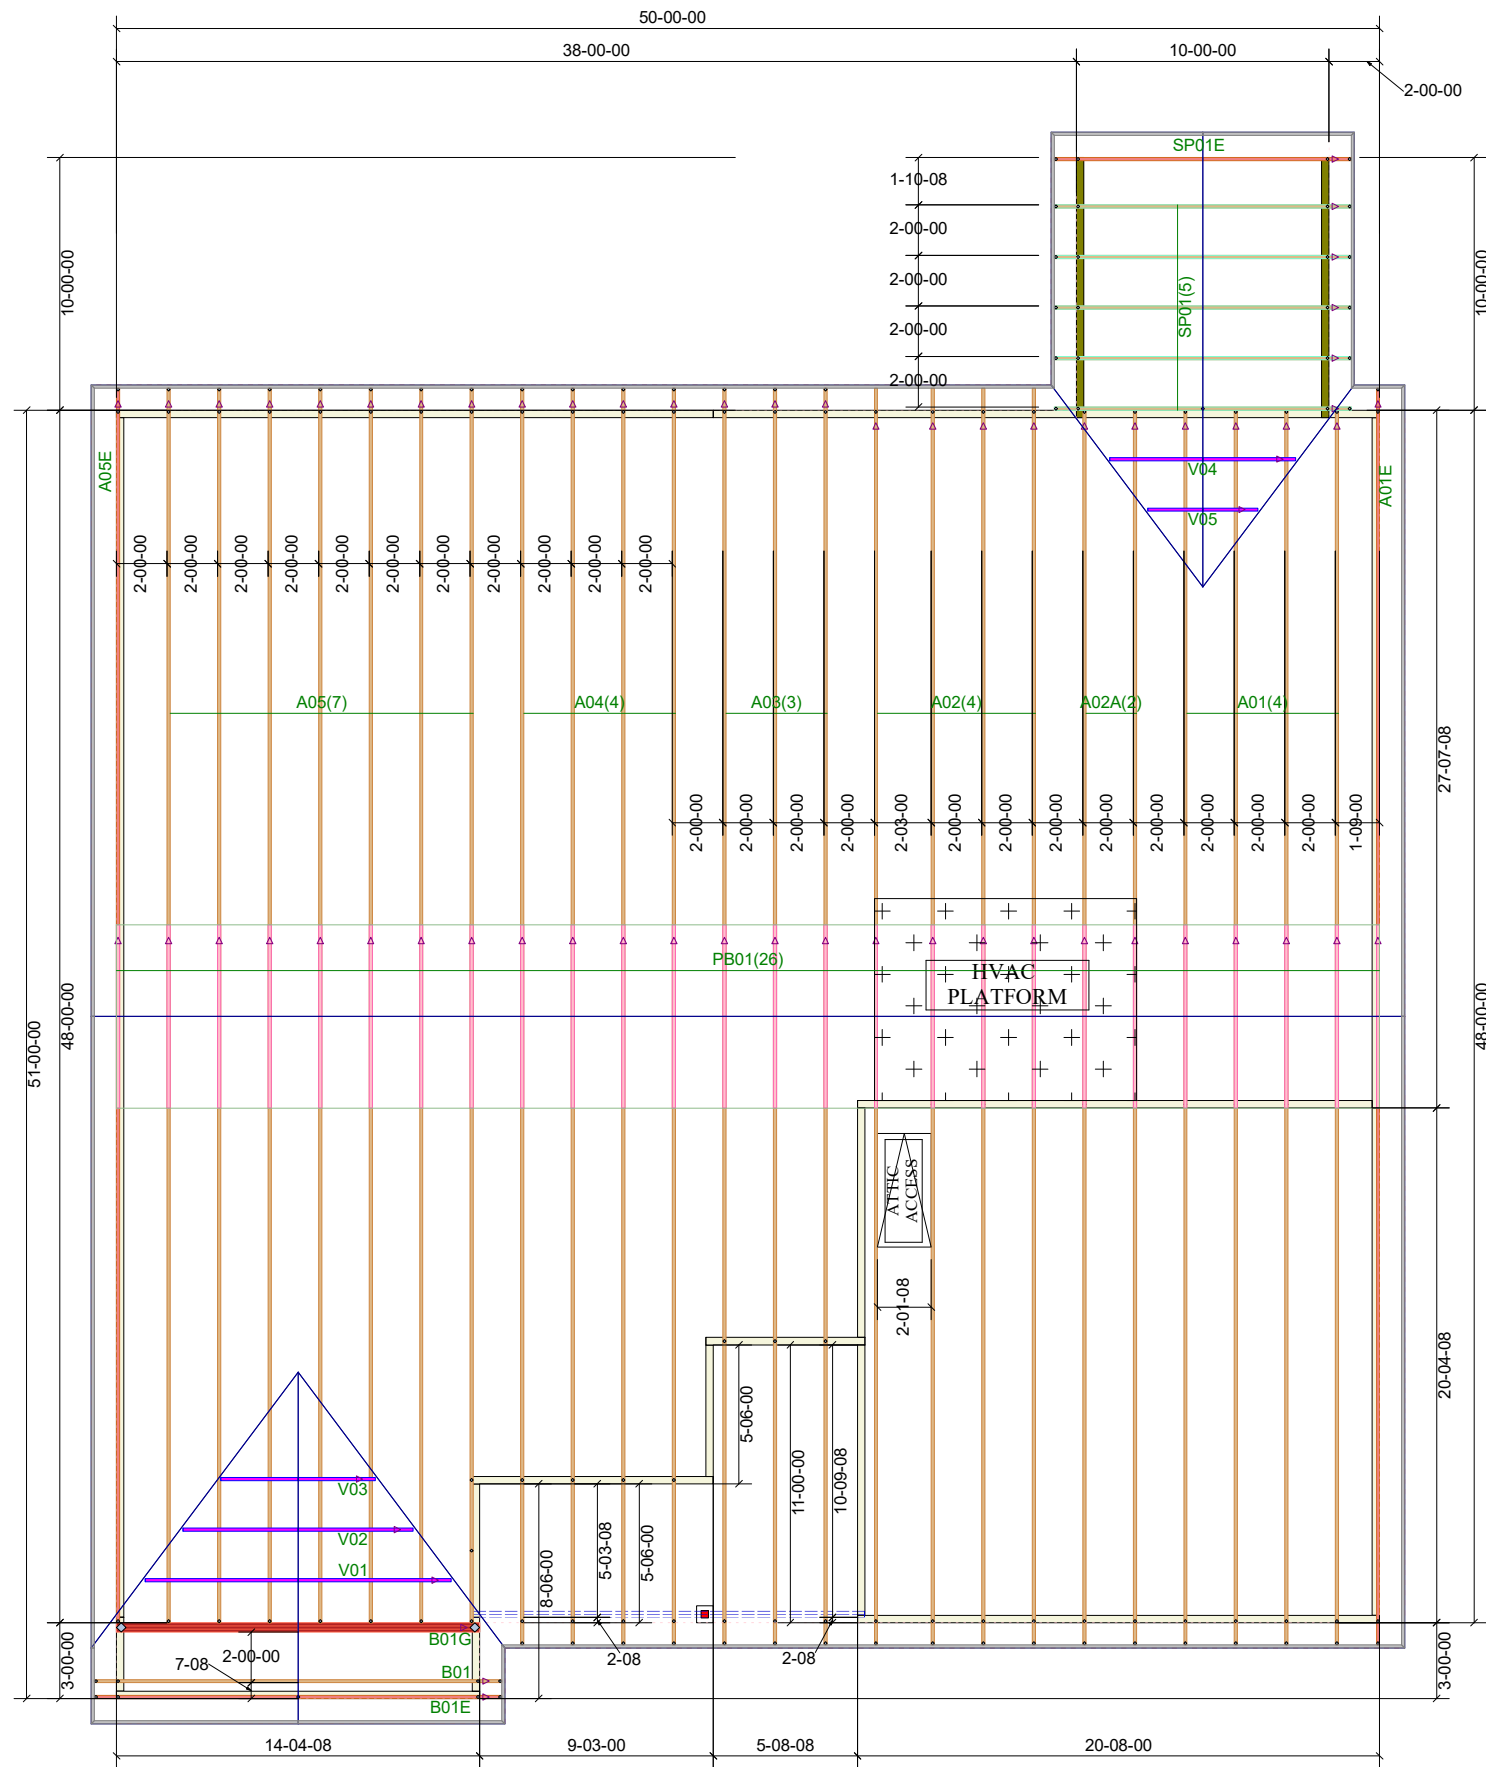 50-00-00
38-00-00
10-00-00
2-00-00
SP01E
1-10-08
2-00-00
2-00-00
2-00-00
2-00-00
SP01(5)
10-00-00
10-00-00
A05E
V04
V05
A01E
2-00-00
2-00-00
2-00-00
2-00-00
2-00-00
2-00-00
2-00-00
2-00-00
2-00-00
2-00-00
2-00-00
A05(7)
A04(4)
A03(3)
A02(4)
A02A(2)
A01(4)
27-07-08
2-00-00
2-00-00
2-00-00
2-00-00
2-03-00
2-00-00
2-00-00
2-00-00
2-00-00
2-00-00
2-00-00
2-00-00
1-09-00
PB01(26)
HVAC
PLATFORM
51-00-00
48-00-00
48-00-00
ATTIC
ACCESS
2-01-08
20-04-08
5-06-00
11-00-00
10-09-08
V03
V02
V01
8-06-00
5-03-08
5-06-00
B01G
2-00-00
7-08
B01
B01E
2-08
2-08
3-00-00
3-00-00
14-04-08
9-03-00
5-08-08
20-08-00